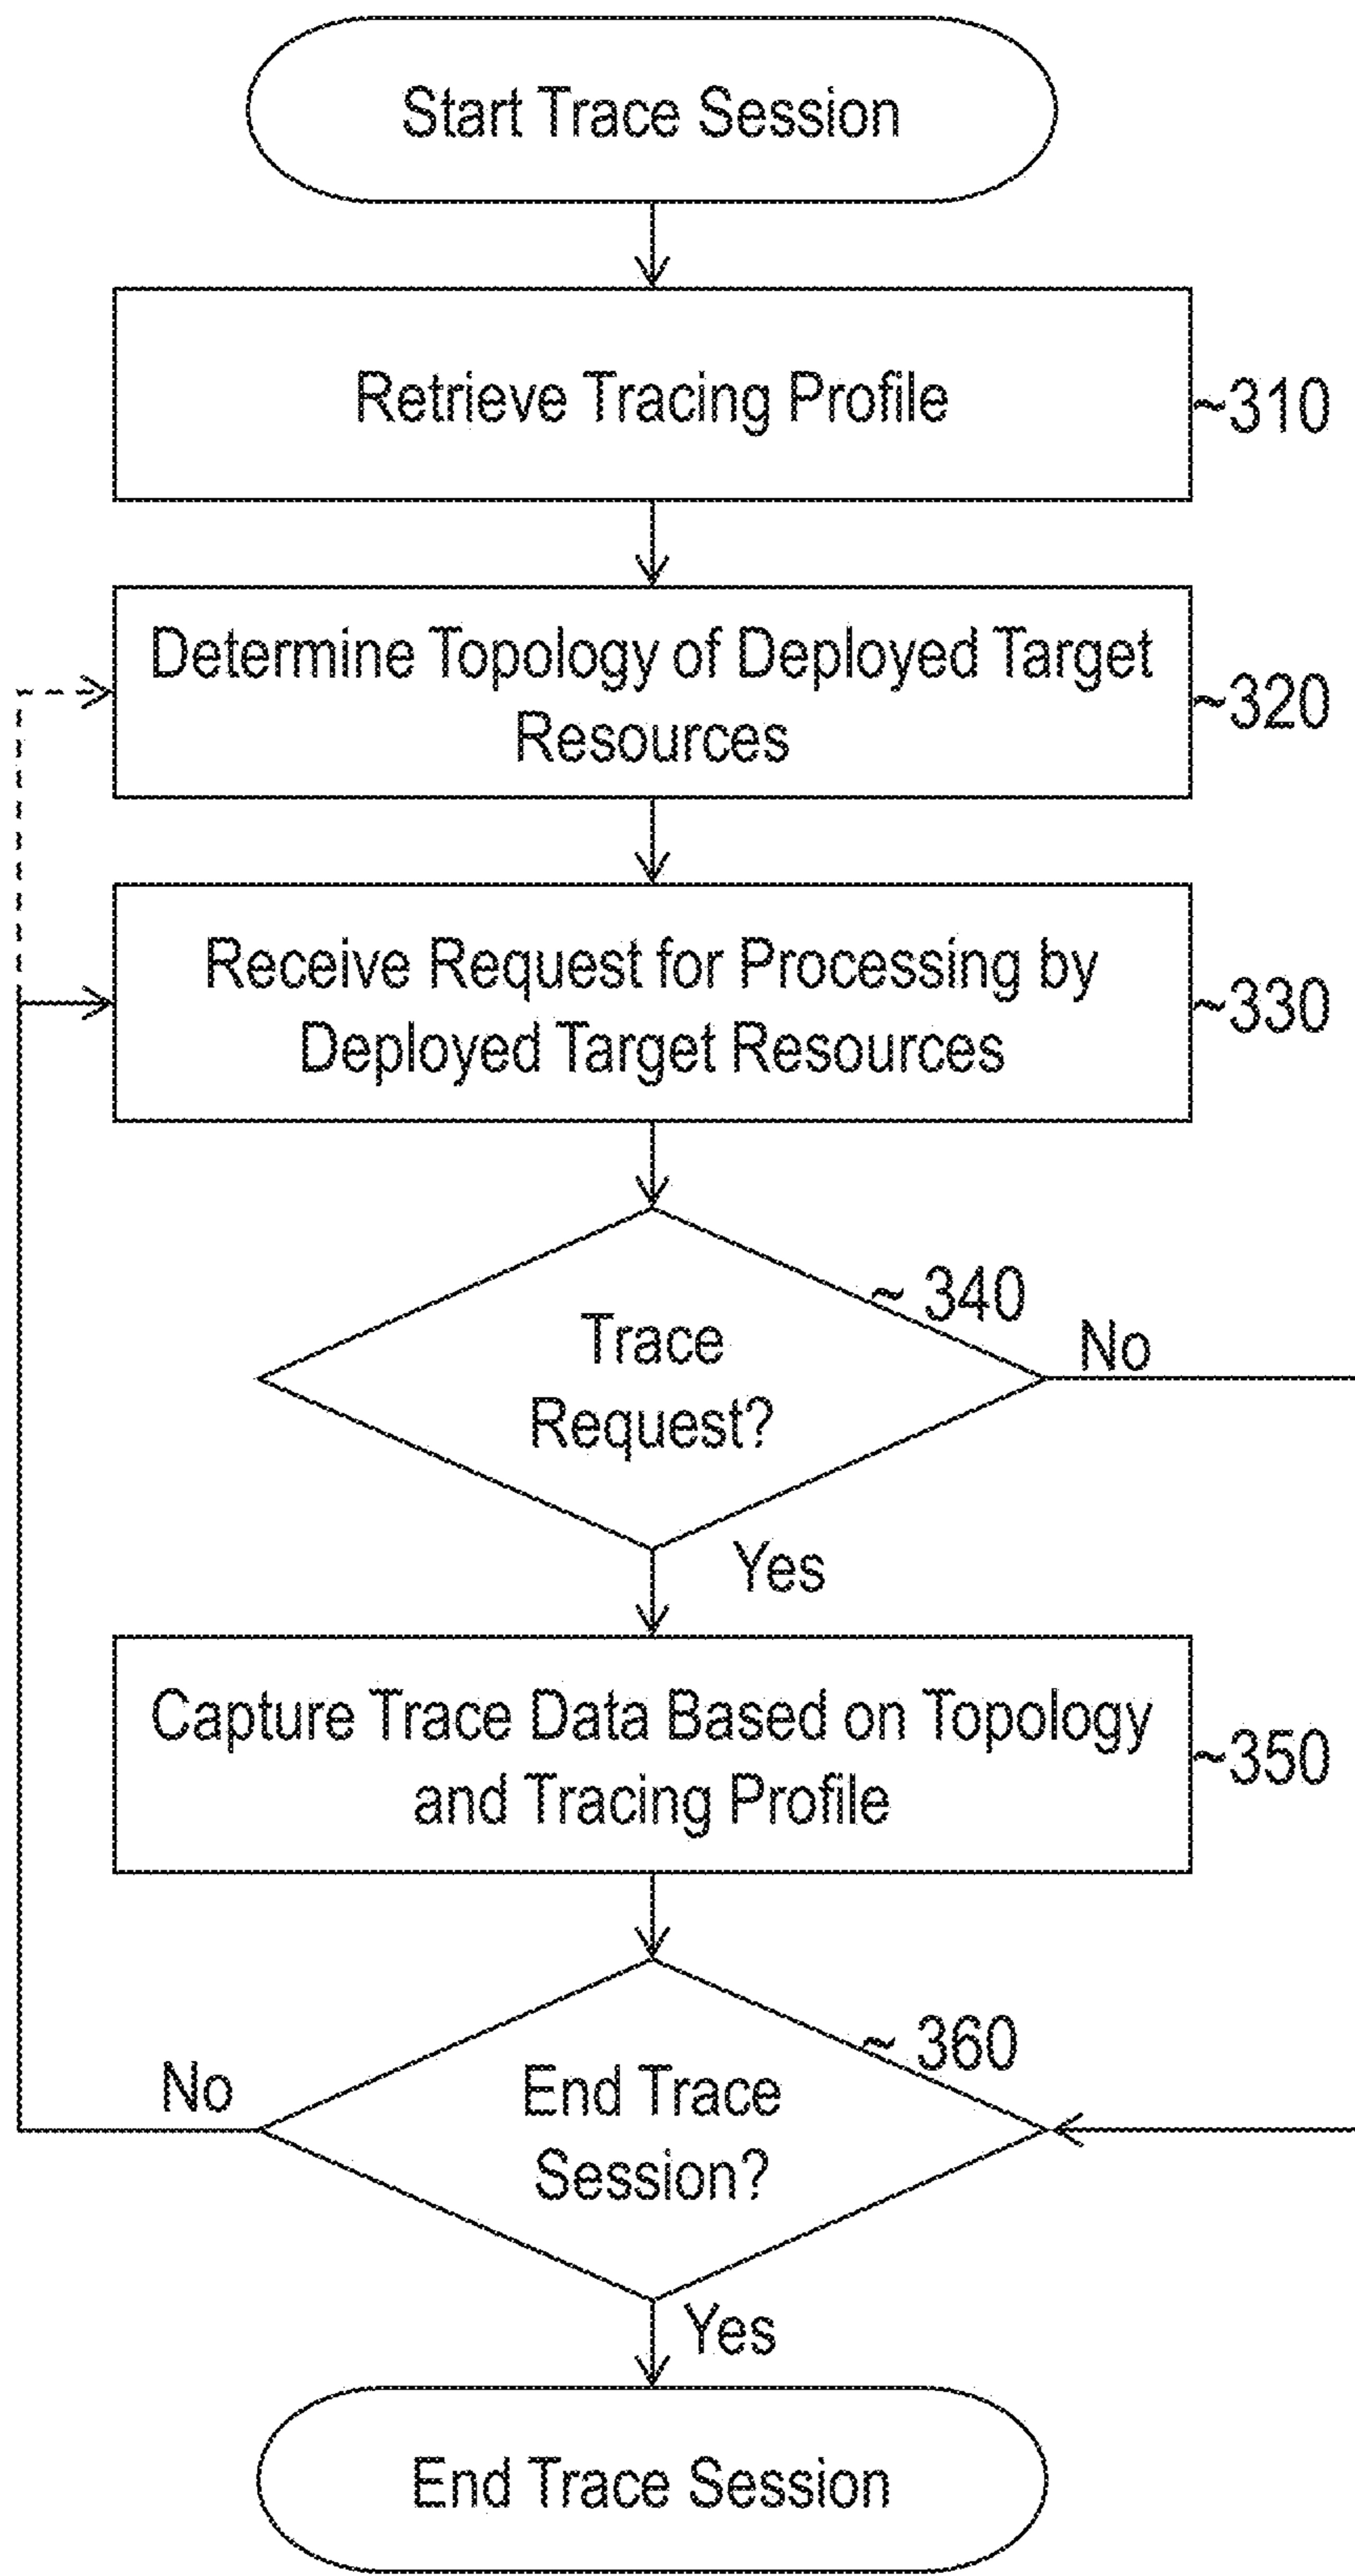 Start Trace Session
Retrieve Tracing Profile
~310
Determine Topology of Deployed Target
Resources
~320
Receive Request for Processing by
Deployed Target Resources
~330
~ 340
Trace
Request?
No
Yes
Capture Trace Data Based on Topology
and Tracing Profile
~350
~ 360
End Trace
Session?
No
Yes
End Trace Session